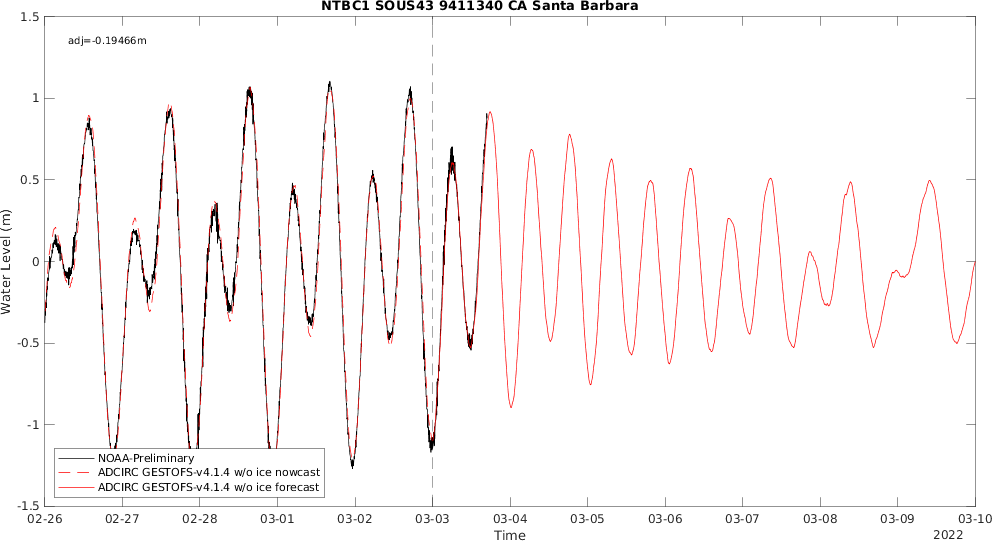 NTBC1 SOUS43 9411340 CA Santa Barbara
adj=-0.19466m
1.5
1
0.5
0
-0.5
-1
-1.5
Water Level (m)
NOAA-Preliminary
ADCIRC GESTOFS-v4.1.4 w/o ice nowcast
ADCIRC GESTOFS-v4.1.4 w/o ice forecast
02-26 02-27 02-28 03-01 03-02 03-03 03-04 03-05 03-06 03-07 03-08 03-09 03-10
Time
2022